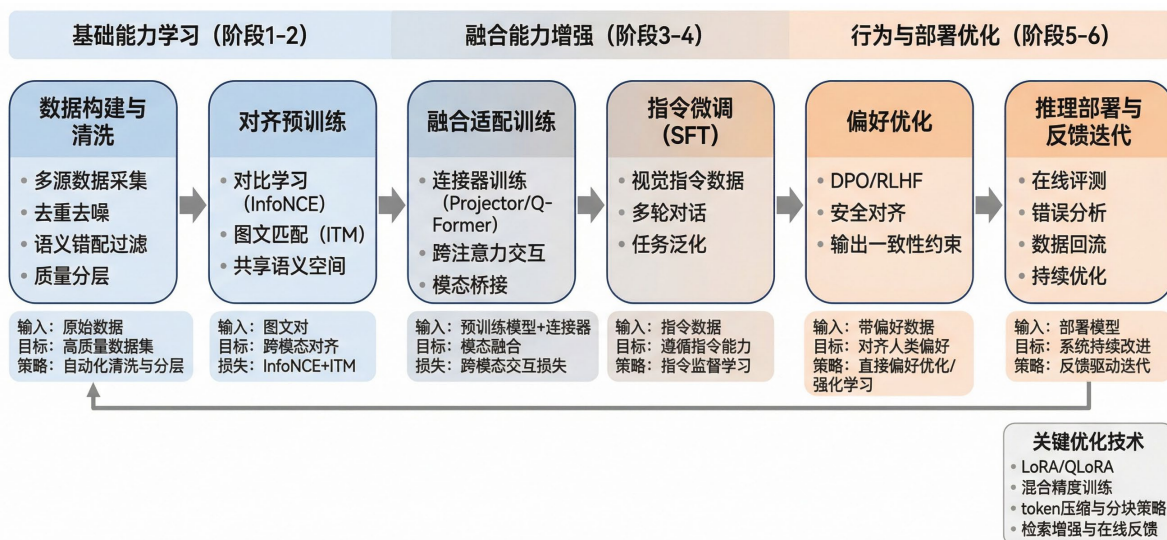 基础能力学习（阶段1-2）
融合能力增强（阶段3-4）
行为与部署优化（阶段5-6）
数据构建与
清洗
• 多源数据采集
• 去重去噪
• 语义错配过滤
• 质量分层
输入：原始数据
目标：高质量数据集
策略：自动化清洗与分层
对齐预训练
• 对比学习
（InfoNCE）
• 图文匹配（ITM）
• 共享语义空间
输入：图文对
目标：跨模态对齐
损失：InfoNCE+ITM
融合适配训练
• 连接器训练
（Projector/Q-
Former）
• 跨注意力交互
• 模态桥接
输入：预训练模型+连接器
目标：模态融合
损失：跨模态交互损失
指令微调
（SFT）
• 视觉指令数据
• 多轮对话
• 任务泛化
输入：指令数据
目标：遵循指令能力
策略：指令监督学习
偏好优化
• DPO/RLHF
• 安全对齐
• 输出一致性约束
输入：带偏好数据
目标：对齐人类偏好
策略：直接偏好优化/
强化学习
推理部署与
反馈迭代
• 在线评测
• 错误分析
• 数据回流
• 持续优化
输入：部署模型
目标：系统持续改进
策略：反馈驱动迭代
关键优化技术
• LoRA/QLoRA
• 混合精度训练
• token压缩与分块策略
• 检索增强与在线反馈